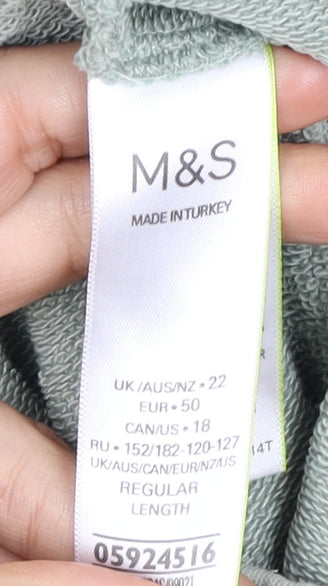 M&S
MADE IN TURKEY
UK/AUS/NZ • 22
EUR • 50
CAN/US • 18
RU • 152/182-120-127
UK/AUS/CAN/EUR/NZ/US
REGULAR
LENGTH
05924516
14T